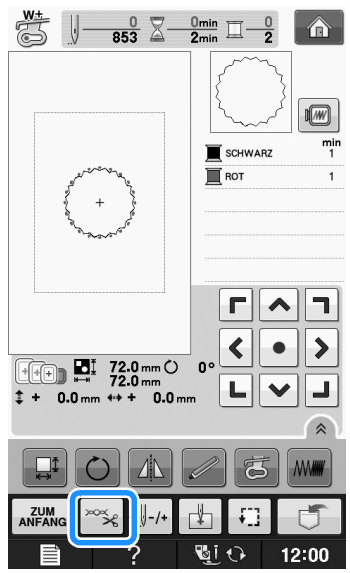 W+
0 0min 0
853 2min 2
min
SCHWARZ 1
ROT 1
72.0 mm 0°
72.0 mm
+ 0.0 mm + 0.0 mm
ZUM ANFANG
-/+
?
12:00